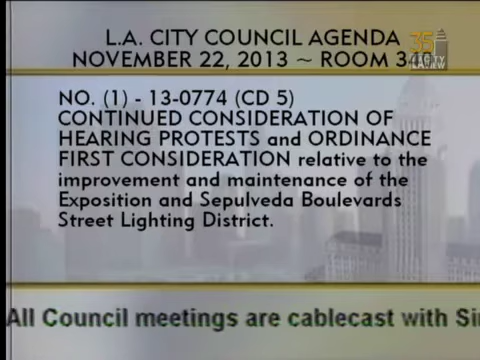 L.A. CITY COUNCIL AGENDA
NOVEMBER 22, 2013 ~ ROOM 340
35
NO. (1) - 13-0774 (CD 5)
CONTINUED CONSIDERATION OF
HEARING PROTESTS and ORDINANCE
FIRST CONSIDERATION relative to the
improvement and maintenance of the
Exposition and Sepulveda Boulevards
Street Lighting District.
All Council meetings are cablecast with